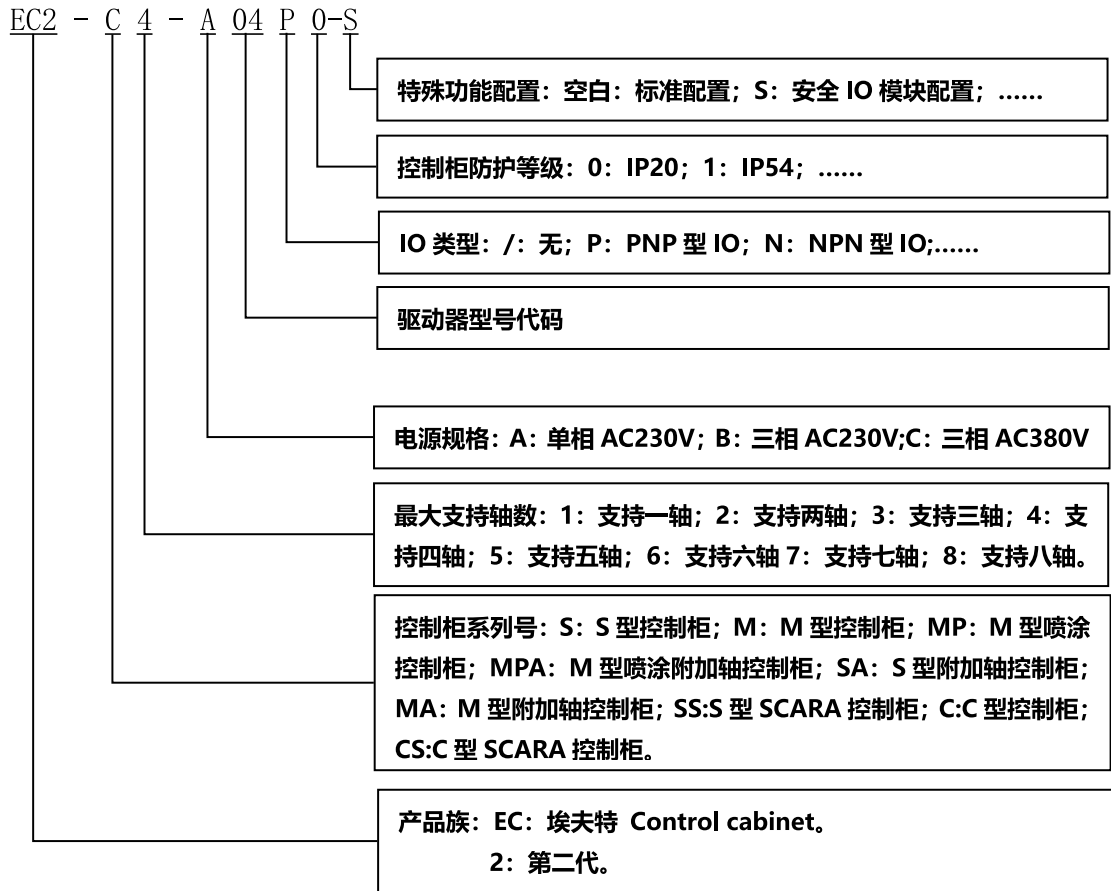 EC2 - C 4 - A 04 P 0-S
特殊功能配置：空白：标准配置；S：安全 IO 模块配置；……
控制柜防护等级：0：IP20；1：IP54；……
IO 类型：/：无；P：PNP 型 IO；N：NPN 型 IO;……
驱动器型号代码
电源规格：A：单相 AC230V；B：三相 AC230V;C：三相 AC380V
最大支持轴数：1：支持一轴；2：支持两轴；3：支持三轴；4：支
持四轴；5：支持五轴；6：支持六轴 7：支持七轴；8：支持八轴。
控制柜系列号：S：S 型控制柜；M：M 型控制柜；MP：M 型喷涂
控制柜；MPA：M 型喷涂附加轴控制柜；SA：S 型附加轴控制柜；
MA：M 型附加轴控制柜；SS:S 型 SCARA 控制柜；C:C 型控制柜；
CS:C 型 SCARA 控制柜。
产品族：EC：埃夫特 Control cabinet。
2：第二代。